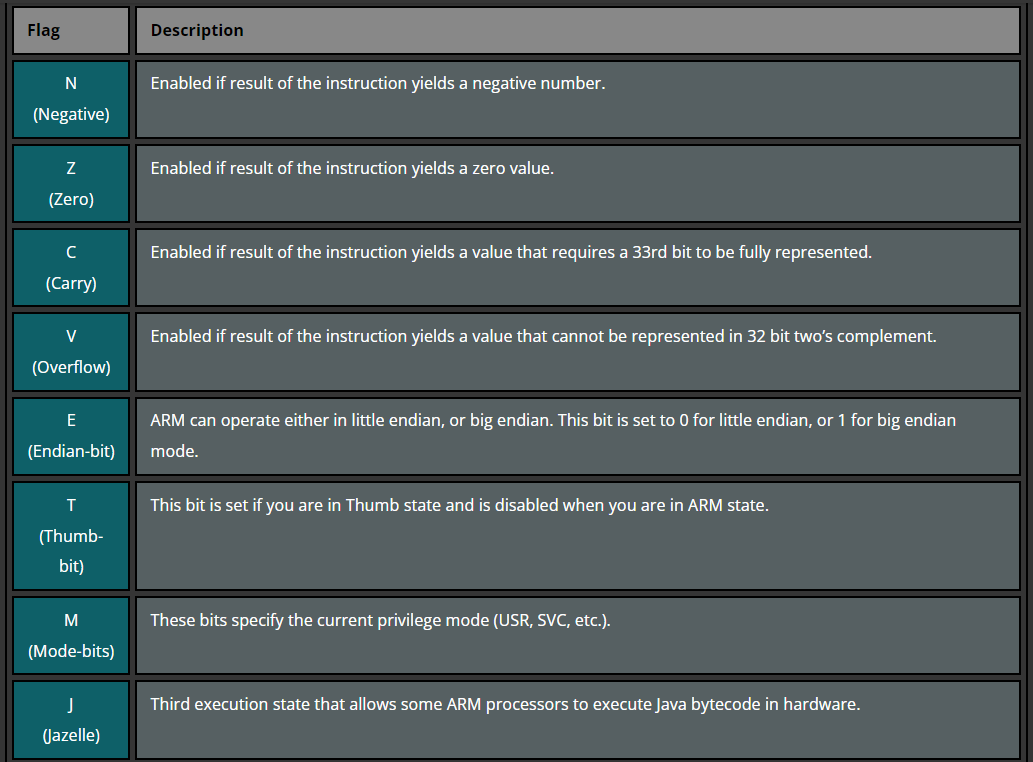 Flag Description
N
(Negative)
Enabled if result of the instruction yields a negative number.
Z
(Zero)
Enabled if result of the instruction yields a zero value.
C
(Carry)
Enabled if result of the instruction yields a value that requires a 33rd bit to be fully represented.
V
(Overflow)
Enabled if result of the instruction yields a value that cannot be represented in 32 bit two’s complement.
E
(Endian-bit)
ARM can operate either in little endian, or big endian. This bit is set to 0 for little endian, or 1 for big endian
mode.
T
(Thumb-
bit)
This bit is set if you are in Thumb state and is disabled when you are in ARM state.
M
(Mode-bits)
These bits specify the current privilege mode (USR, SVC, etc.).
J
(Jazelle)
Third execution state that allows some ARM processors to execute Java bytecode in hardware.